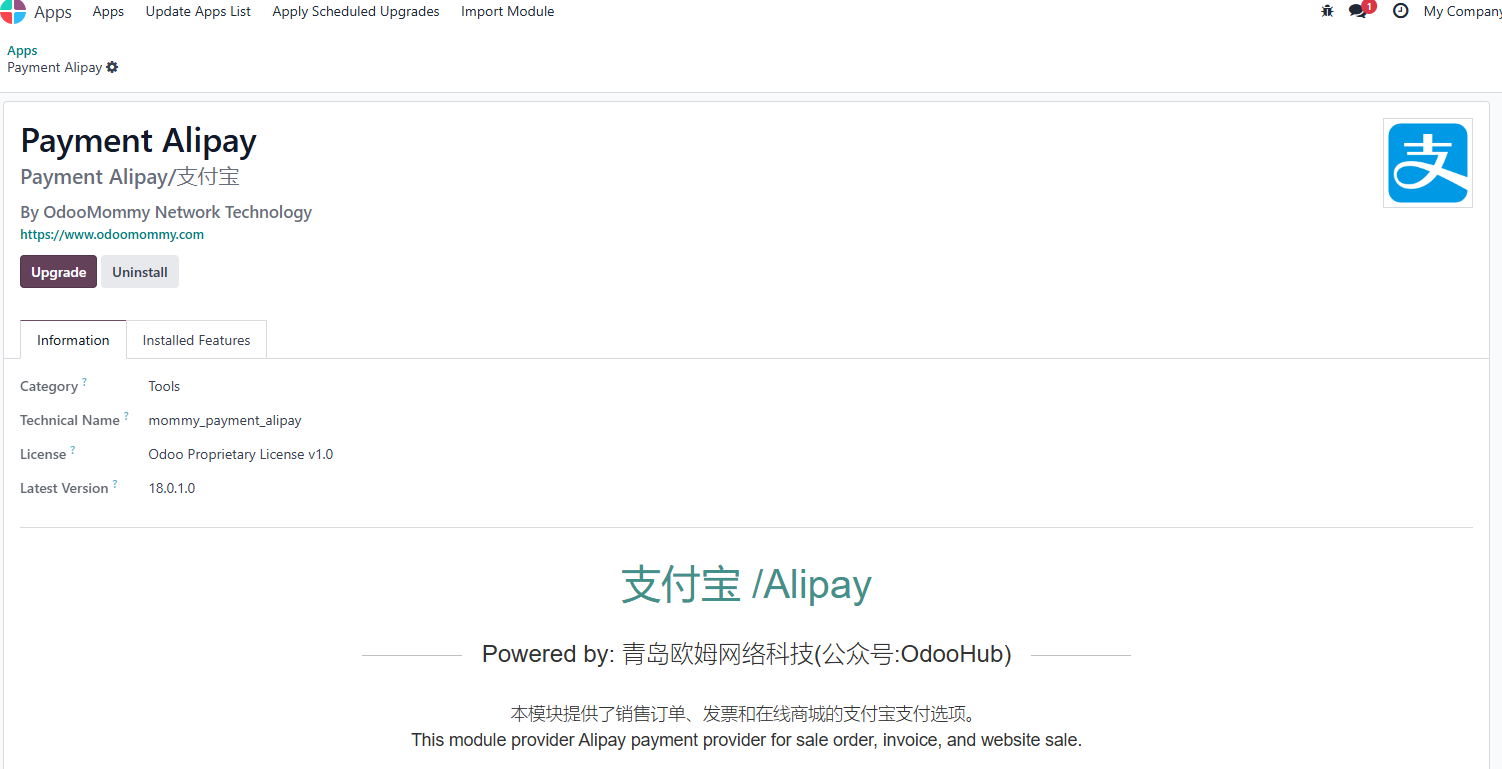 Apps Apps Update Apps List Apply Scheduled Upgrades Import Module 1 My Company
Apps
Payment Alipay
Payment Alipay
Payment Alipay/支付宝
By OdooMommy Network Technology
https://www.odoomommy.com
Upgrade Uninstall
Information Installed Features
Category ? Tools
Technical Name ? mommy_payment_alipay
License ? Odoo Proprietary License v1.0
Latest Version ? 18.0.1.0
支
支付宝 /Alipay
Powered by: 青岛欧姆网络科技(公众号:OdooHub)
本模块提供了销售订单、发票和在线商城的支付宝支付选项。
This module provider Alipay payment provider for sale order, invoice, and website sale.